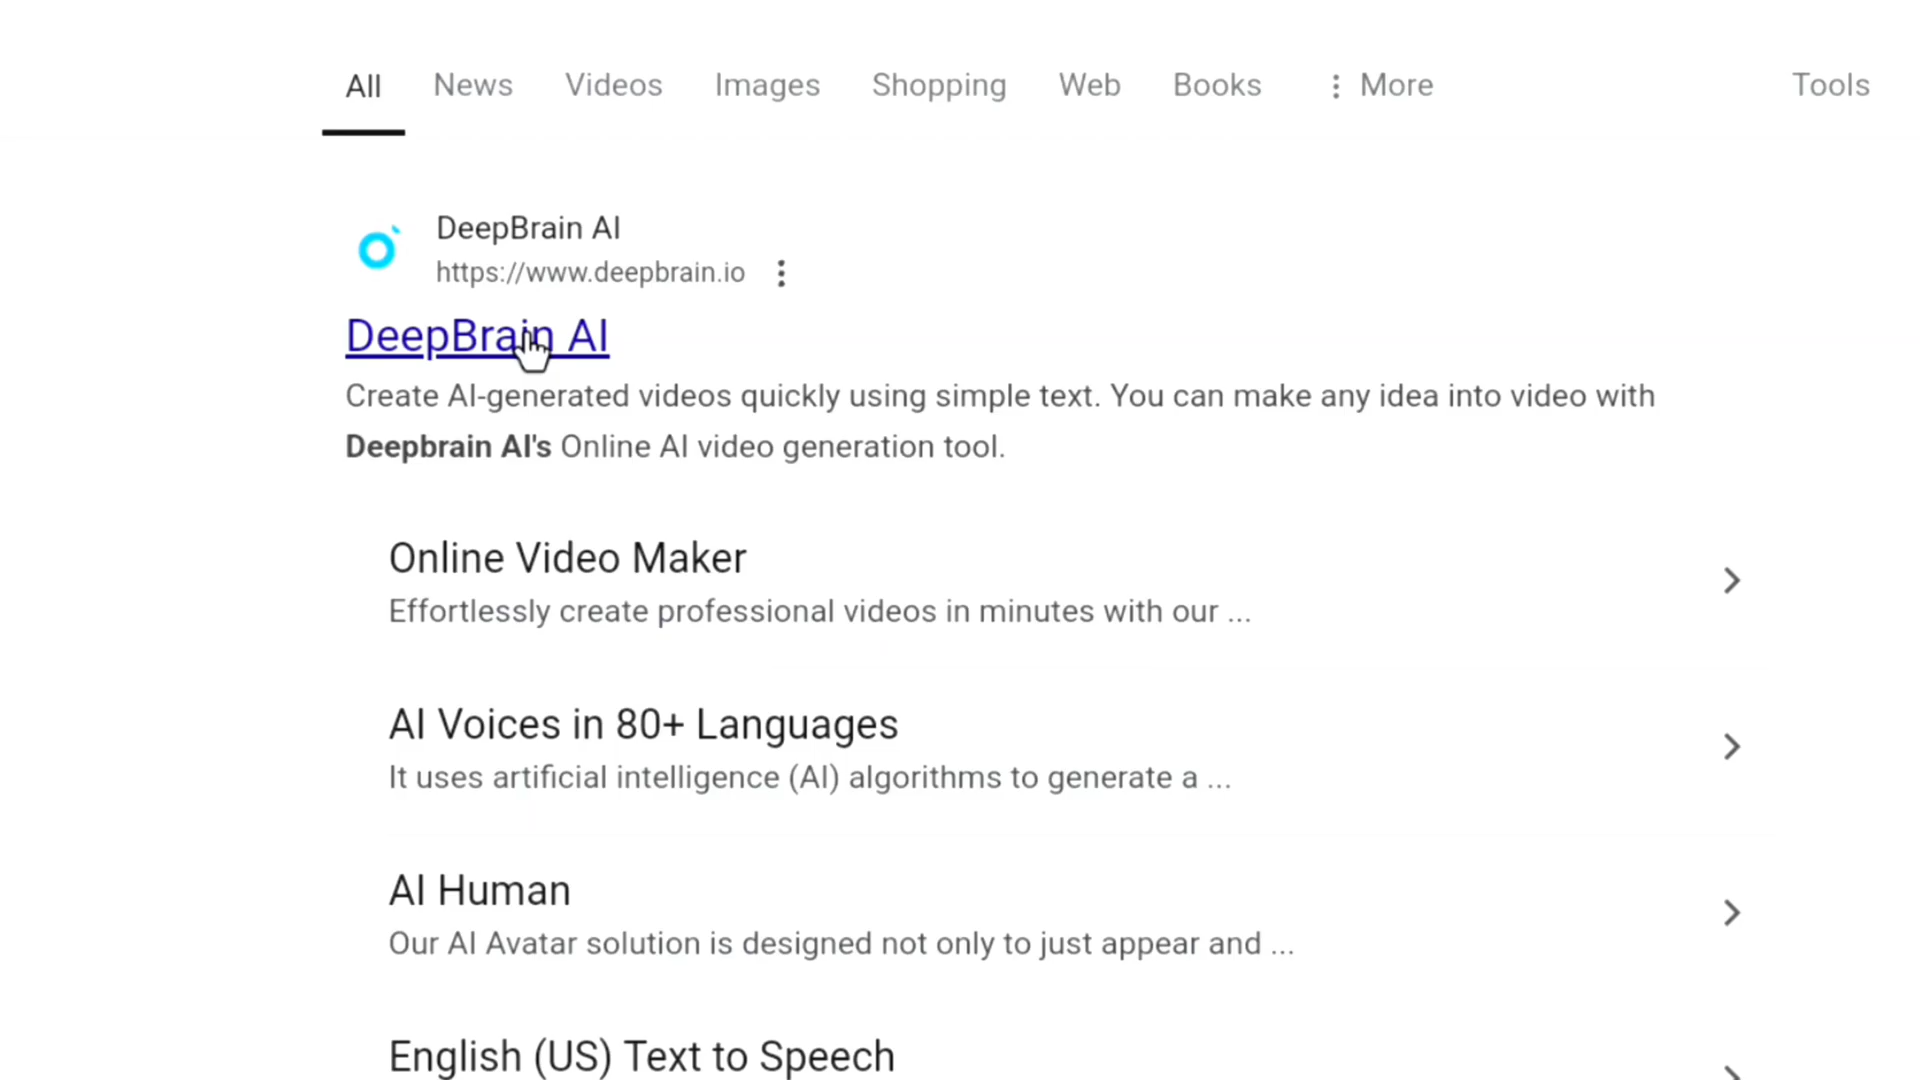 All News Videos Images Shopping Web Books More Tools
DeepBrain AI
https://www.deepbrain.io
DeepBrain AI
Create AI-generated videos quickly using simple text. You can make any idea into video with
Deepbrain AI's Online AI video generation tool.
Online Video Maker
Effortlessly create professional videos in minutes with our ...
AI Voices in 80+ Languages
It uses artificial intelligence (AI) algorithms to generate a ...
AI Human
Our AI Avatar solution is designed not only to just appear and ...
English (US) Text to Speech